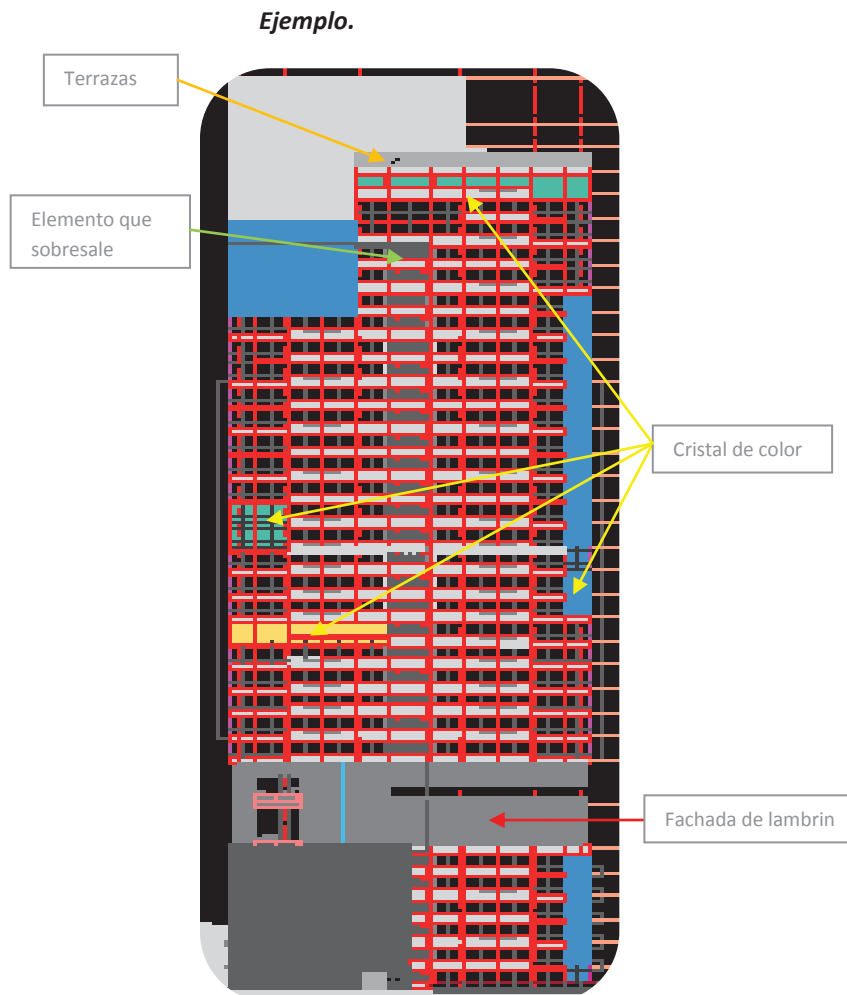 Ejemplo.
Terrazas
Elemento que
sobresale
Cristal de color
Fachada de lambrin